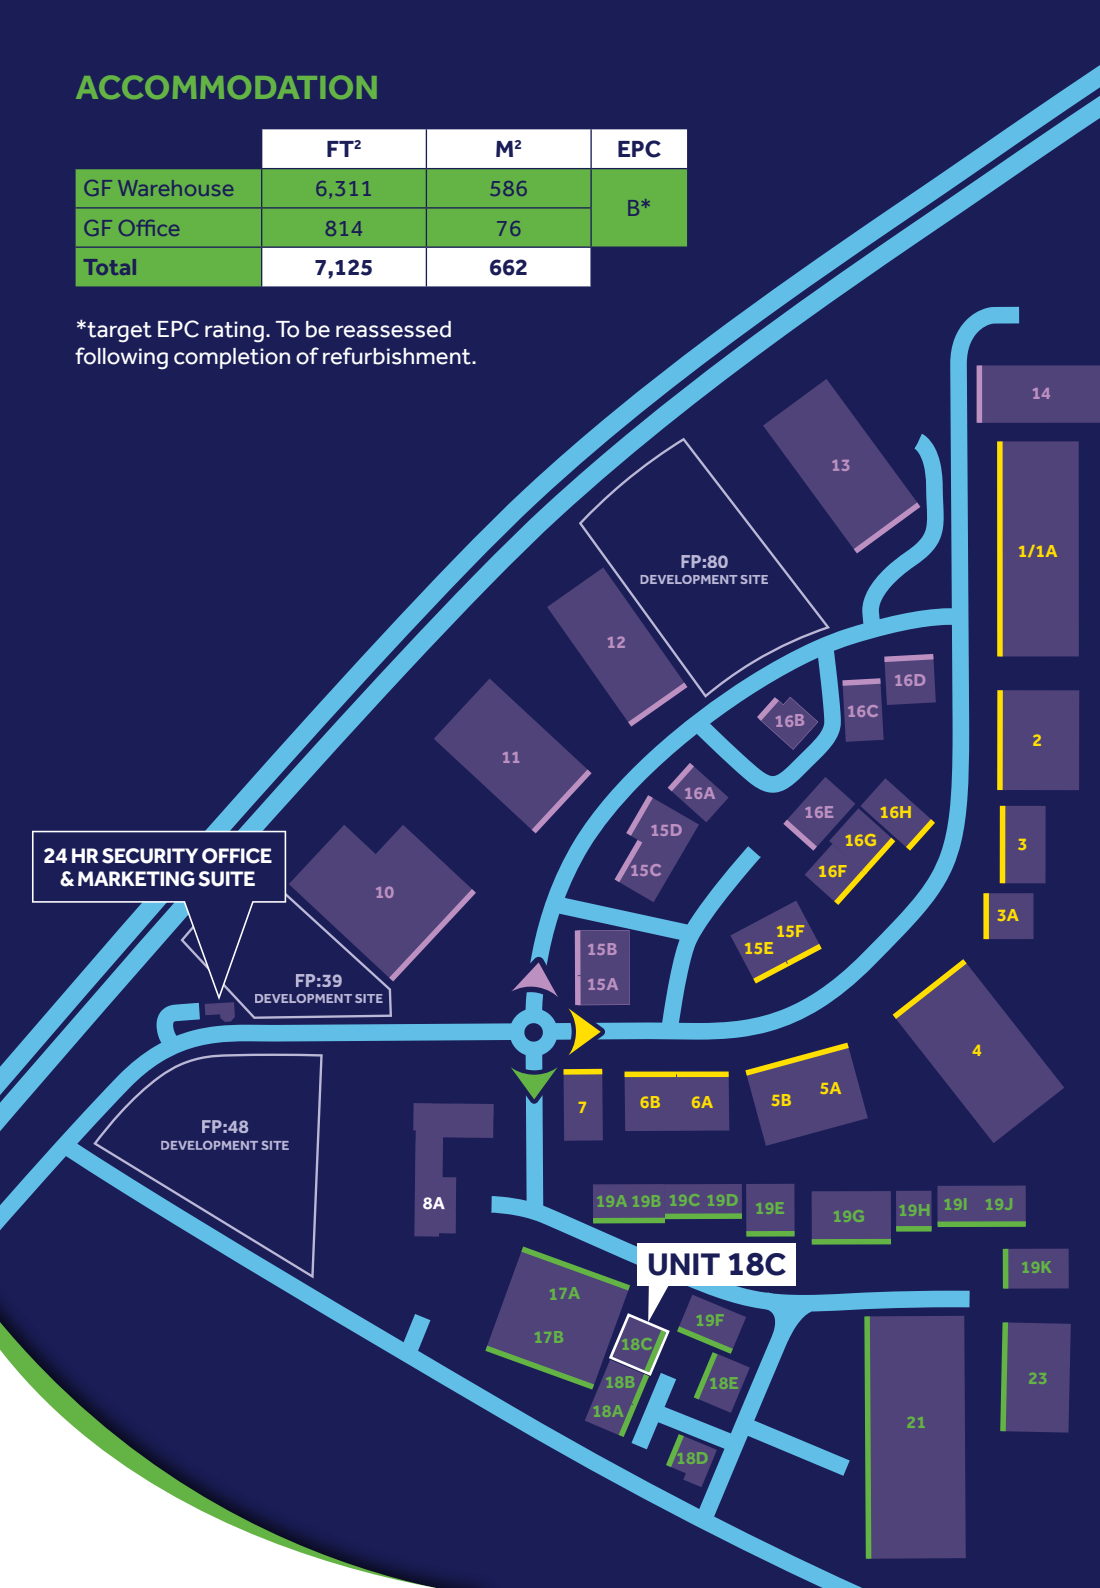 ACCOMMODATION
FT² M² EPC
GF Warehouse 6,311 586 B*
GF Office 814 76
Total 7,125 662
*target EPC rating. To be reassessed
following completion of refurbishment.
14
13
1/1A
FP:80
DEVELOPMENT SITE
12
16D
16C
16B
2
11
16A
16E
16H
15D
16G
3
15C
16F
24 HR SECURITY OFFICE
& MARKETING SUITE
10
3A
15F
15E
15B
15A
FP:39
DEVELOPMENT SITE
4
5A
5B
7
6B 6A
FP:48
DEVELOPMENT SITE
8A
19A 19B 19C 19D
19E
19G
19H
19I 19J
UNIT 18C
19K
17A
17B
19F
18C
18B
18E
18A
23
21
18D